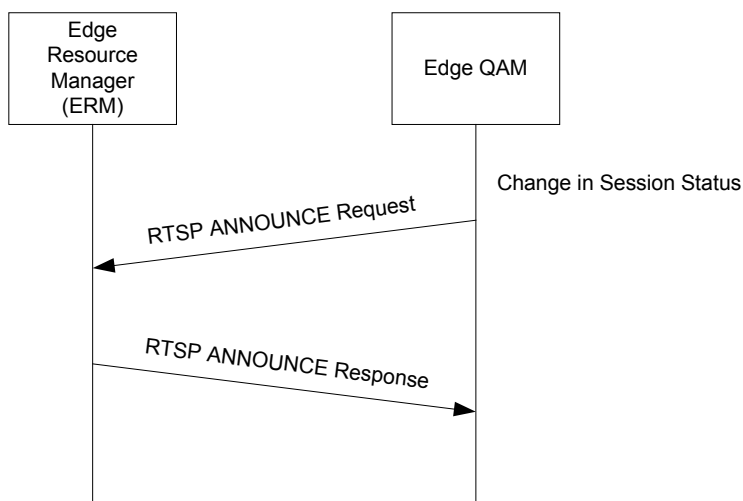 Edge
Resource
Manager
(ERM)
Edge QAM
Change in Session Status
RTSP ANNOUNCE Request
RTSP ANNOUNCE Response